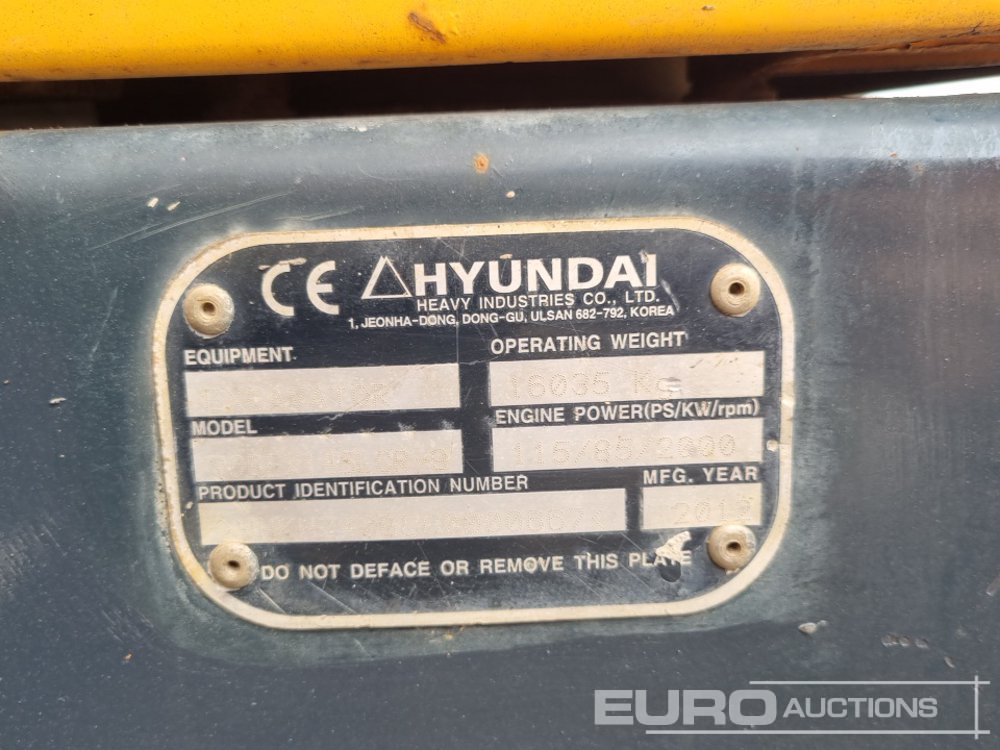 CE HYUNDAI
HEAVY INDUSTRIES CO., LTD.
1, JEONHA-DONG, DONG-GU, ULSAN 682-792, KOREA
EQUIPMENT
OPERATING WEIGHT
16035 Kg
MODEL
ENGINE POWER(PS/KW/rpm)
115/85/2000
PRODUCT IDENTIFICATION NUMBER
MFG. YEAR
2012
DO NOT DEFACE OR REMOVE THIS PLATE
EURO AUCTIONS